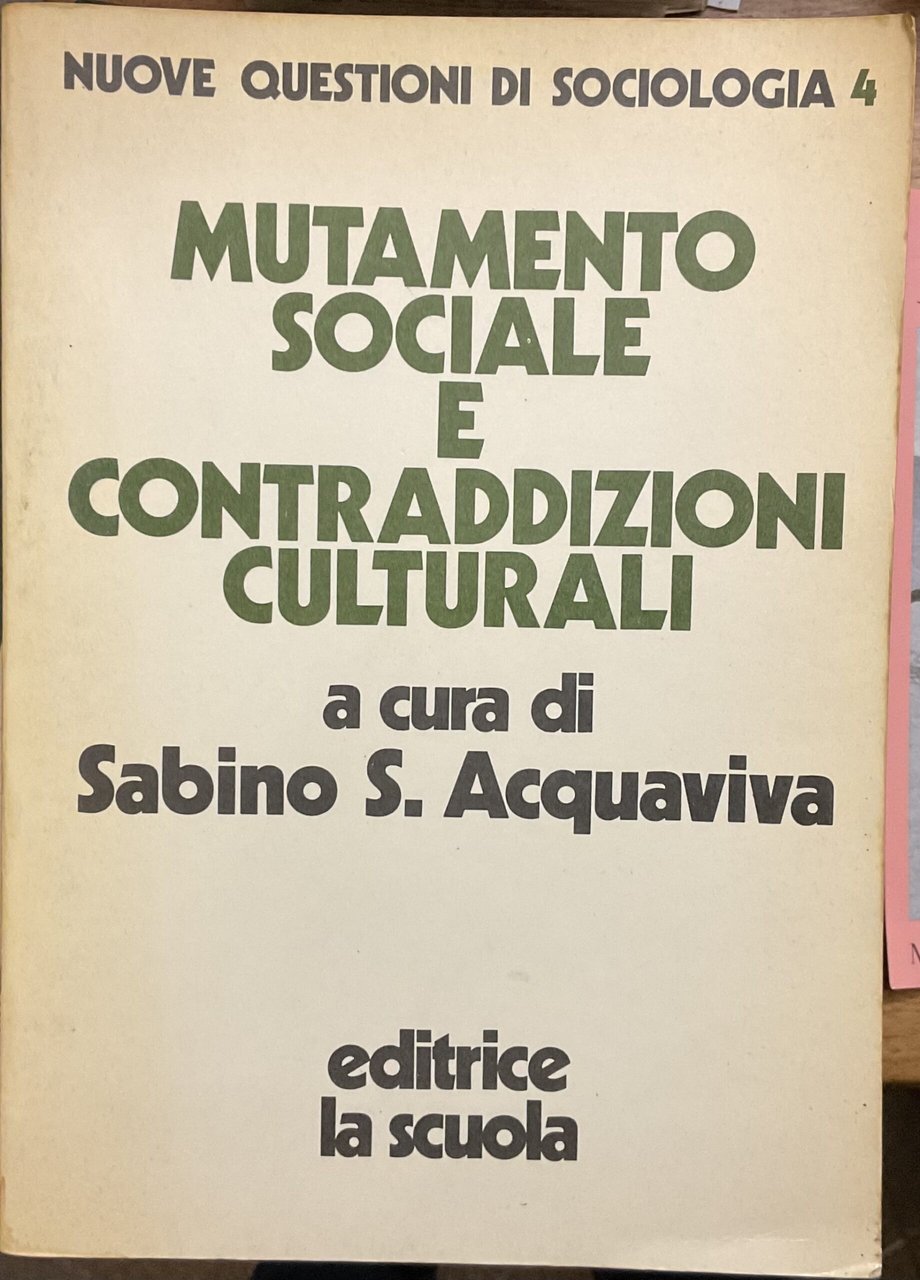 NUOVE QUESTIONI DI SOCIOLOGIA 4
MUTAMENTO
SOCIALE
E
CONTRADDIZIONI
CULTURALI
a cura di
Sabino S. Acquaviva
editrice
la scuola